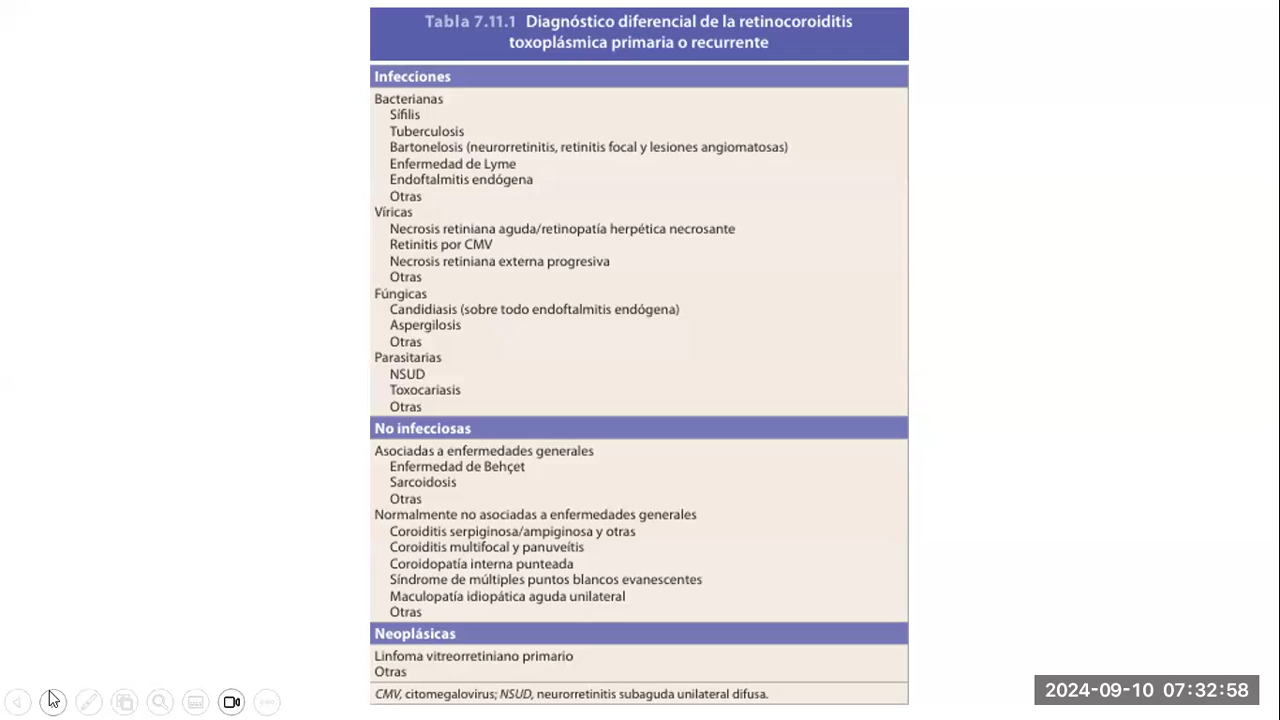 Tabla 7.11.1 Diagnóstico diferencial de la retinocoroiditis
toxoplásmica primaria o recurrente
Infecciones
Bacterianas
Sífilis
Tuberculosis
Bartonelosis (neurorretinitis, retinitis focal y lesiones angiomatosas)
Enfermedad de Lyme
Endoftalmitis endógena
Otras
Víricas
Necrosis retiniana aguda/retinopatía herpética necrosante
Retinitis por CMV
Necrosis retiniana externa progresiva
Otras
Fúngicas
Candidiasis (sobre todo endoftalmitis endógena)
Aspergilosis
Otras
Parasitarias
NSUD
Toxocariasis
Otras
No infecciosas
Asociadas a enfermedades generales
Enfermedad de Behçet
Sarcoidosis
Otras
Normalmente no asociadas a enfermedades generales
Coroiditis serpiginosa/ampiginosa y otras
Coroiditis multifocal y panuveítis
Coroidopatía interna punteada
Síndrome de múltiples puntos blancos evanescentes
Maculopatía idiopática aguda unilateral
Otras
Neoplásicas
Linfoma vitreorretiniano primario
Otras
CMV, citomegalovirus; NSUD, neurorretinitis subaguda unilateral difusa.
2024-09-10 07:32:58